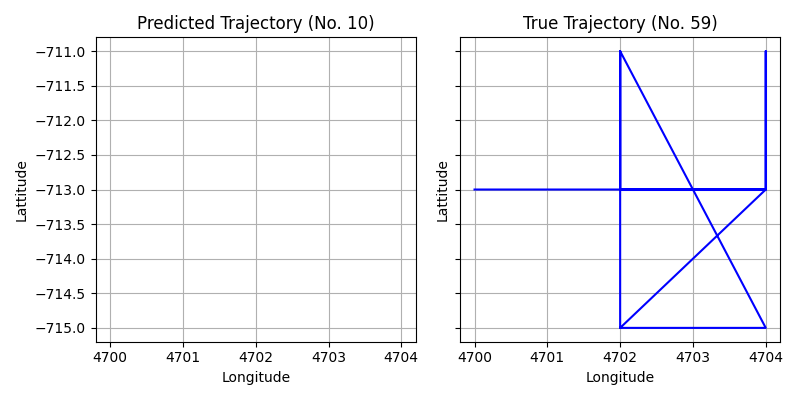 Predicted Trajectory (No. 10)
True Trajectory (No. 59)
−711.0
−711.5
−712.0
−712.5
−713.0
−713.5
−714.0
−714.5
−715.0
Lattitude
Lattitude
4700 4701 4702 4703 4704
4700 4701 4702 4703 4704
Longitude
Longitude